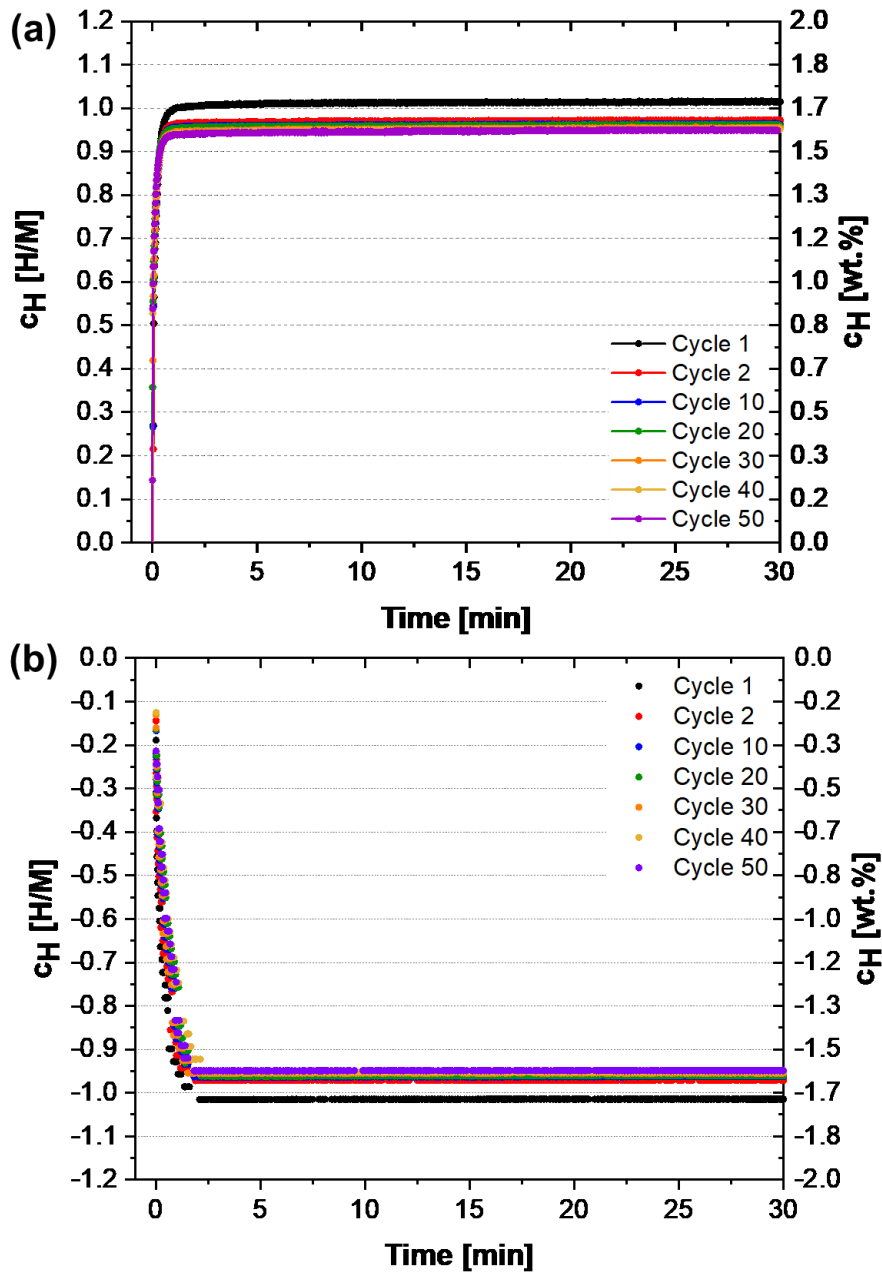 (a)
1.2
1.1
1.0
0.9
0.8
0.7
0.6
0.5
0.4
0.3
0.2
0.1
0.0
cH [H/M]
2.0
1.8
1.7
1.5
1.3
1.2
1.0
0.8
0.7
0.5
0.3
0.2
0.0
cH [wt.%]
Cycle 1
Cycle 2
Cycle 10
Cycle 20
Cycle 30
Cycle 40
Cycle 50
0 5 10 15 20 25 30
Time [min]
(b)
0.0
−0.1
−0.2
−0.3
−0.4
−0.5
−0.6
−0.7
−0.8
−0.9
−1.0
−1.1
−1.2
cH [H/M]
0.0
−0.2
−0.3
−0.5
−0.7
−0.8
−1.0
−1.2
−1.3
−1.5
−1.7
−1.8
−2.0
cH [wt.%]
Cycle 1
Cycle 2
Cycle 10
Cycle 20
Cycle 30
Cycle 40
Cycle 50
0 5 10 15 20 25 30
Time [min]